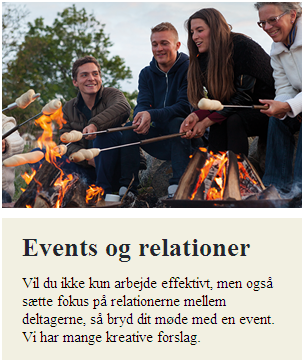 Events og relationer
Vil du ikke kun arbejde effektivt, men også
sætte fokus på relationerne mellem
deltagerne, så bryd dit møde med en event.
Vi har mange kreative forslag.